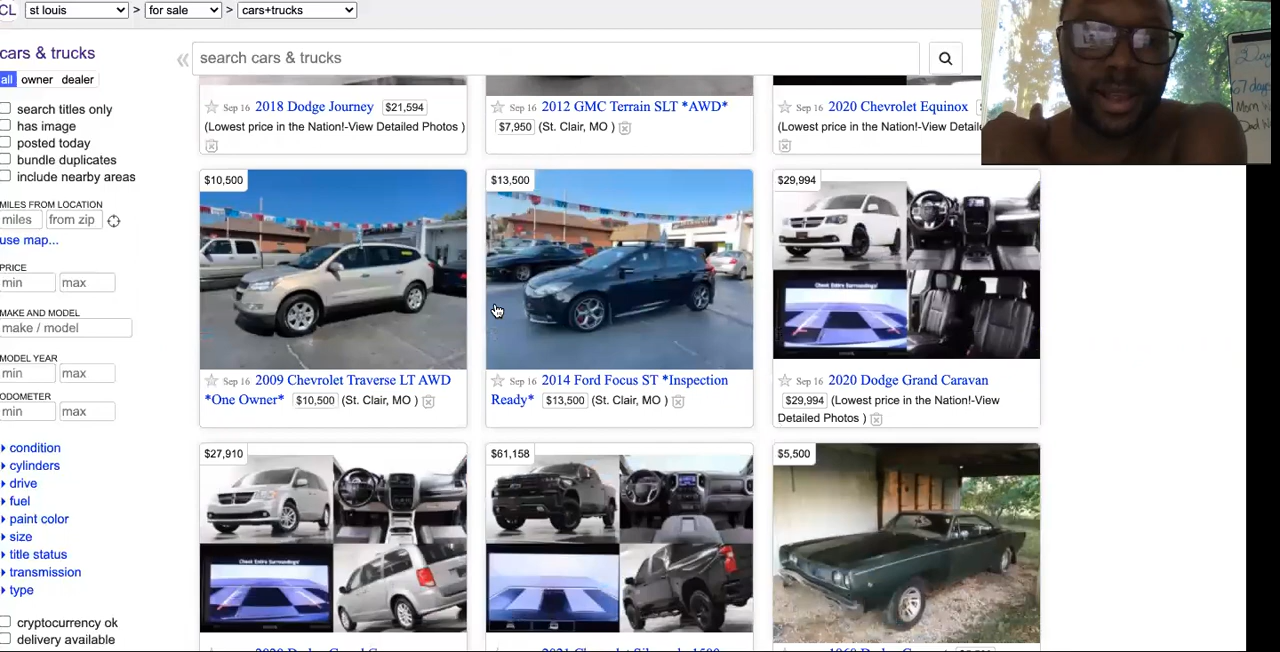 CL st louis > for sale > cars+trucks
cars & trucks
all owner dealer
search titles only
has image
posted today
bundle duplicates
include nearby areas
MILES FROM LOCATION
miles from zip
use map...
PRICE
min max
MAKE AND MODEL
make / model
MODEL YEAR
min max
ODOMETER
min max
condition
cylinders
drive
fuel
paint color
size
title status
transmission
type
cryptocurrency ok
delivery available
« search cars & trucks
Sep 16 2018 Dodge Journey $21,594
(Lowest price in the Nation!-View Detailed Photos )
Sep 16 2012 GMC Terrain SLT *AWD*
$7,950 (St. Clair, MO )
Sep 16 2020 Chevrolet Equinox
(Lowest price in the Nation!-View
$10,500
Sep 16 2009 Chevrolet Traverse LT AWD
*One Owner* $10,500 (St. Clair, MO )
$13,500
Sep 16 2014 Ford Focus ST *Inspection
Ready* $13,500 (St. Clair, MO )
$29,994
Check Entire Surroundings!
Sep 16 2020 Dodge Grand Caravan
$29,994 (Lowest price in the Nation!-View
Detailed Photos )
$27,910
Check Entire Surroundings!
$61,158
$5,500
67 days